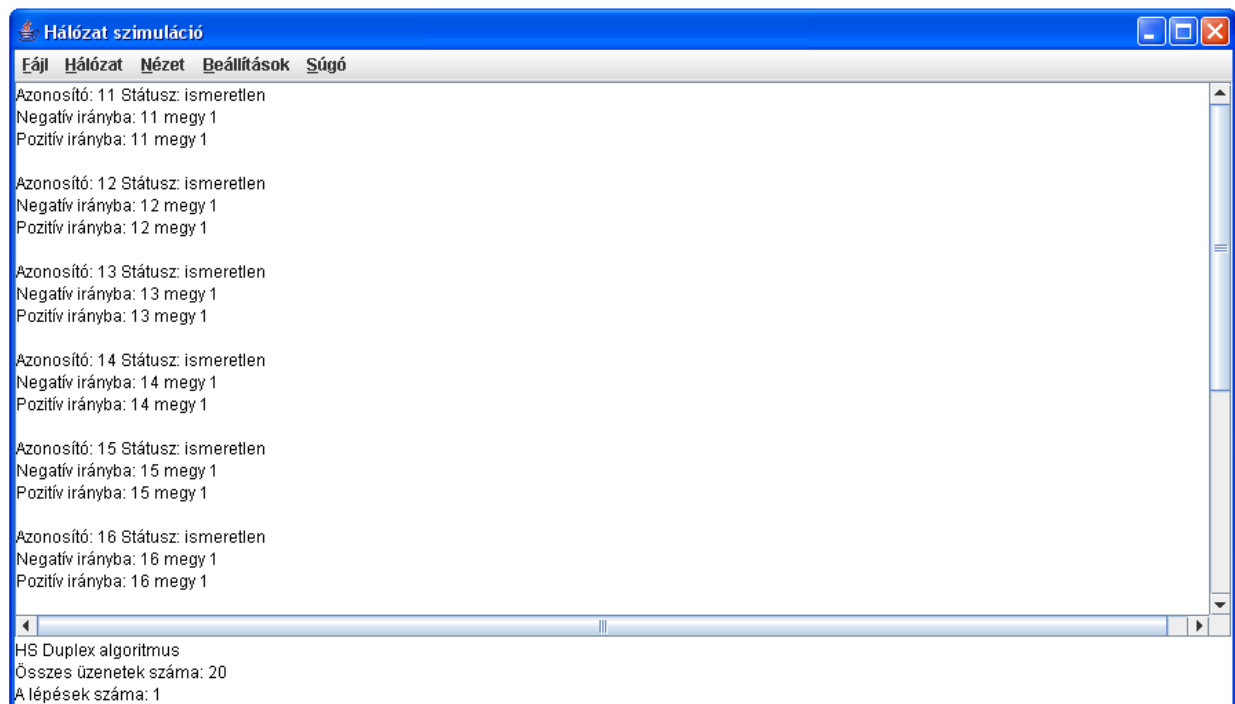 Hálózat szimuláció
Fájl Hálózat Nézet Beállítások Súgó
Azonosító: 11 Státusz: ismeretlen
Negatív irányba: 11 megy 1
Pozitív irányba: 11 megy 1
Azonosító: 12 Státusz: ismeretlen
Negatív irányba: 12 megy 1
Pozitív irányba: 12 megy 1
Azonosító: 13 Státusz: ismeretlen
Negatív irányba: 13 megy 1
Pozitív irányba: 13 megy 1
Azonosító: 14 Státusz: ismeretlen
Negatív irányba: 14 megy 1
Pozitív irányba: 14 megy 1
Azonosító: 15 Státusz: ismeretlen
Negatív irányba: 15 megy 1
Pozitív irányba: 15 megy 1
Azonosító: 16 Státusz: ismeretlen
Negatív irányba: 16 megy 1
Pozitív irányba: 16 megy 1
HS Duplex algoritmus
Összes üzenetek száma: 20
A lépések száma: 1